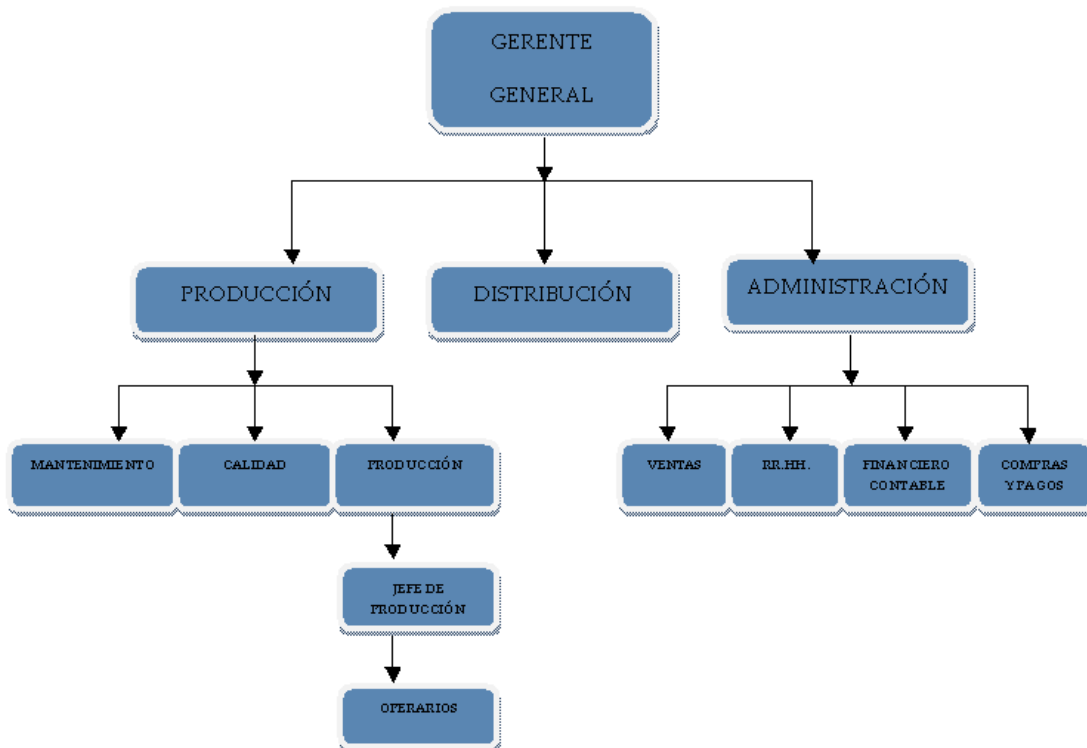 GERENTE
GENERAL
PRODUCCIÓN
DISTRIBUCIÓN
ADMINISTRACIÓN
MANTENIMIENTO
CALIDAD
PRODUCCIÓN
VENTAS
RR.HH.
FINANCIERO
CONTABLE
COMPRAS
Y PAGOS
JEFE DE
PRODUCCIÓN
OPERARIOS